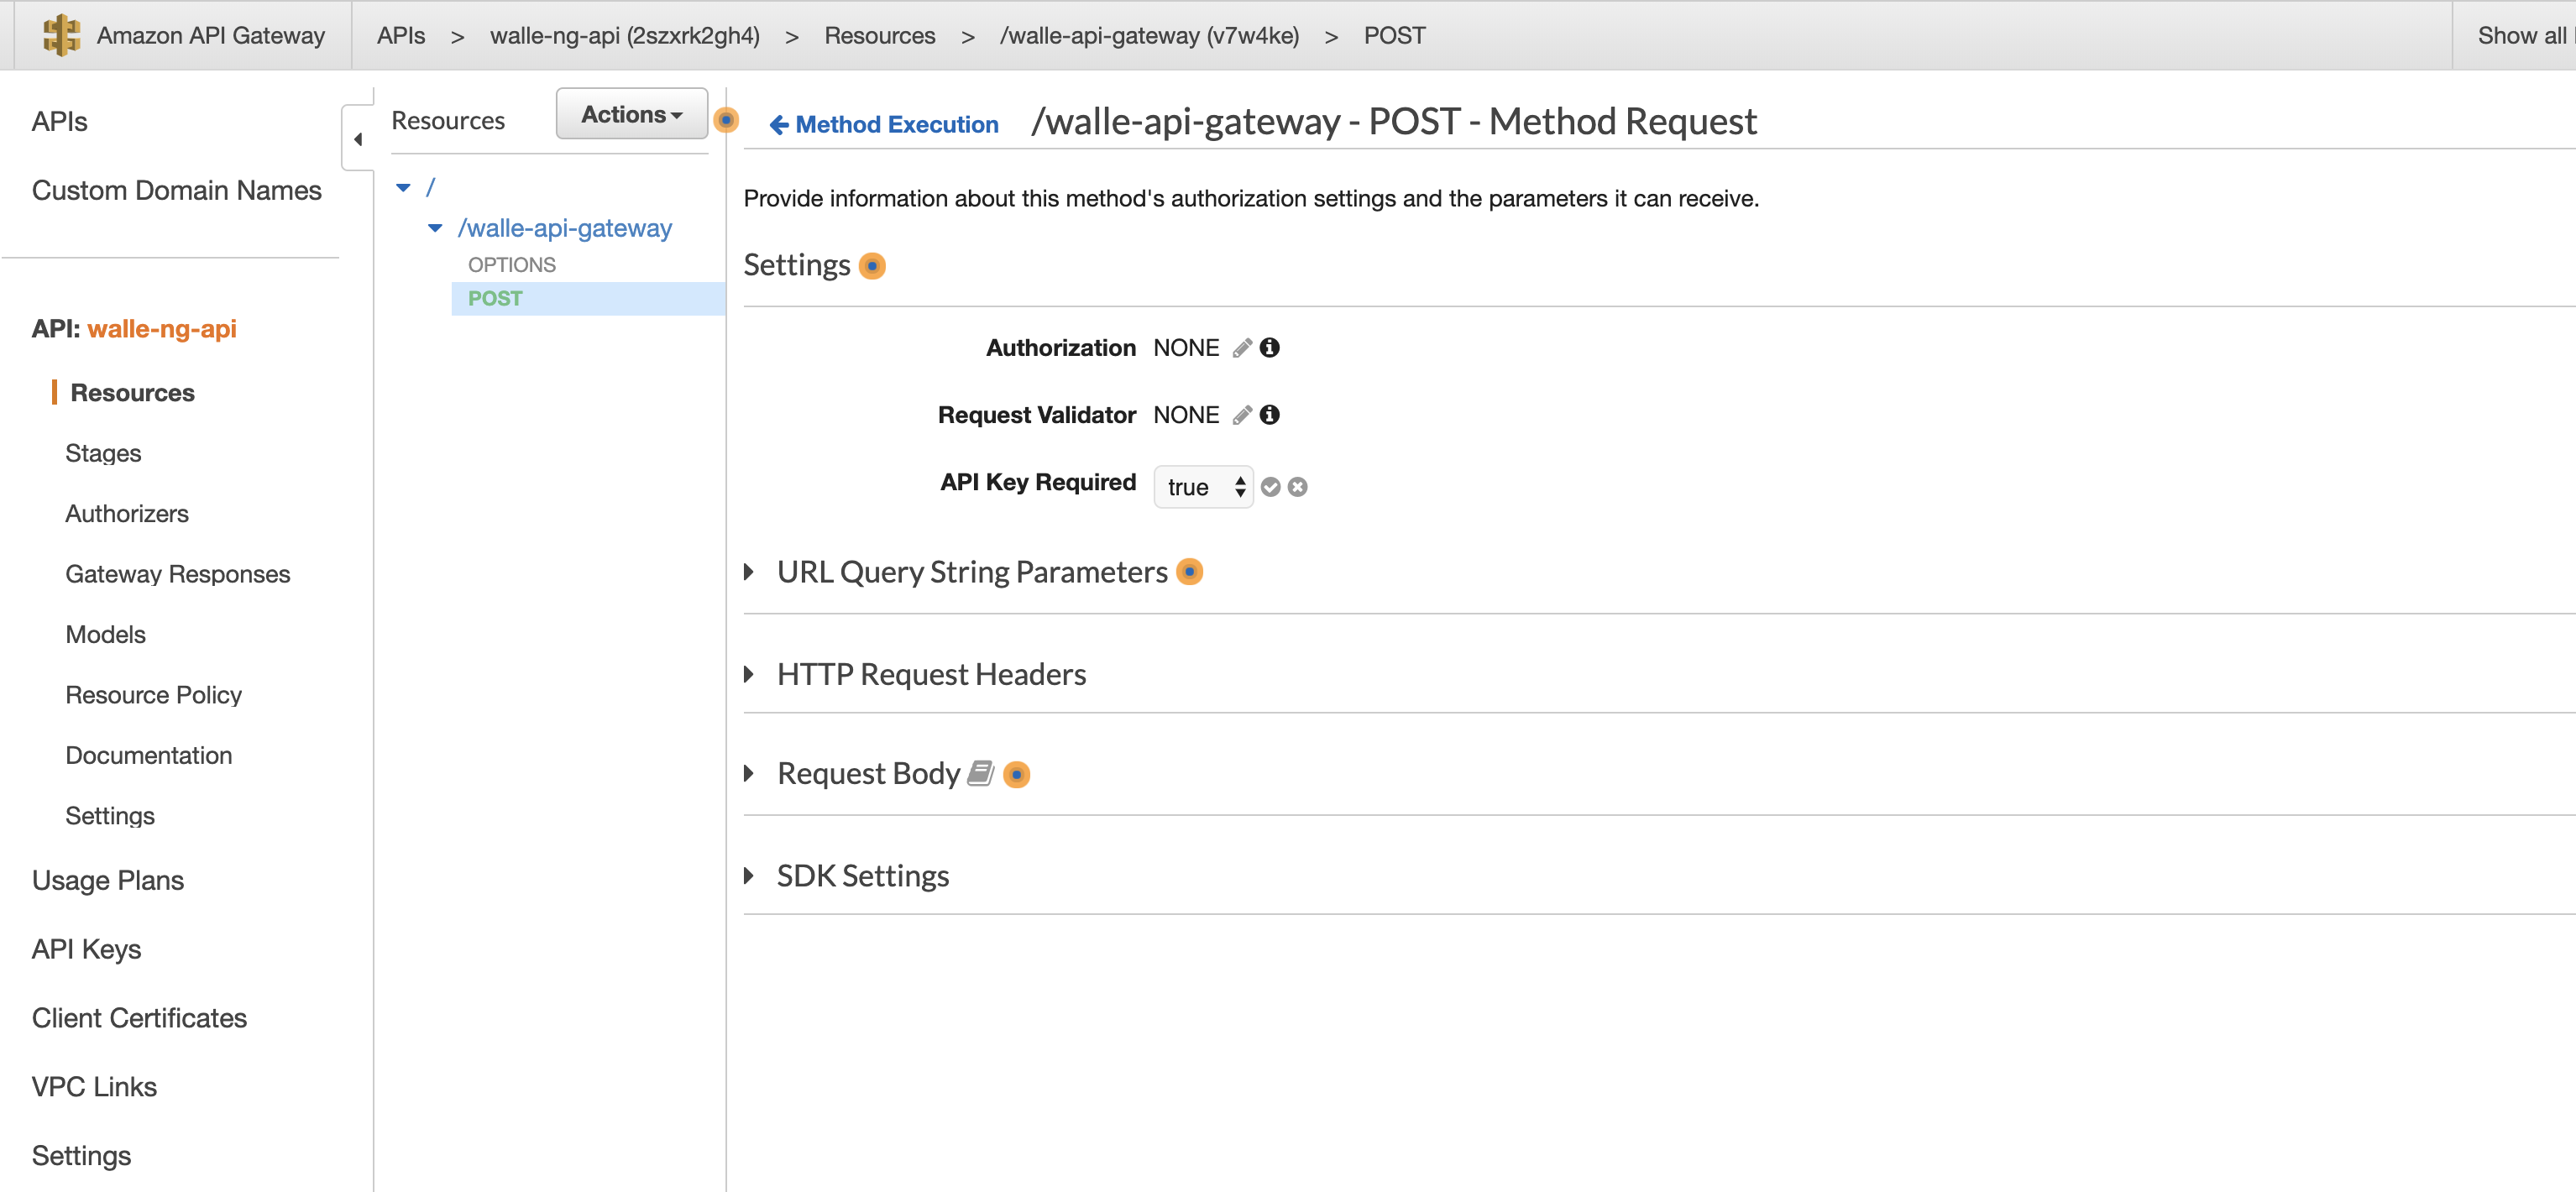 Amazon API Gateway
APIs > walle-ng-api (2szxrk2gh4) > Resources > /walle-api-gateway (v7w4ke) > POST
Show all
APIs
Custom Domain Names
API: walle-ng-api
Resources
Stages
Authorizers
Gateway Responses
Models
Resource Policy
Documentation
Settings
Usage Plans
API Keys
Client Certificates
VPC Links
Settings
Resources
Actions
/
/walle-api-gateway
OPTIONS
POST
Method Execution
/walle-api-gateway - POST - Method Request
Provide information about this method's authorization settings and the parameters it can receive.
Settings
Authorization NONE
Request Validator NONE
API Key Required true
URL Query String Parameters
HTTP Request Headers
Request Body
SDK Settings